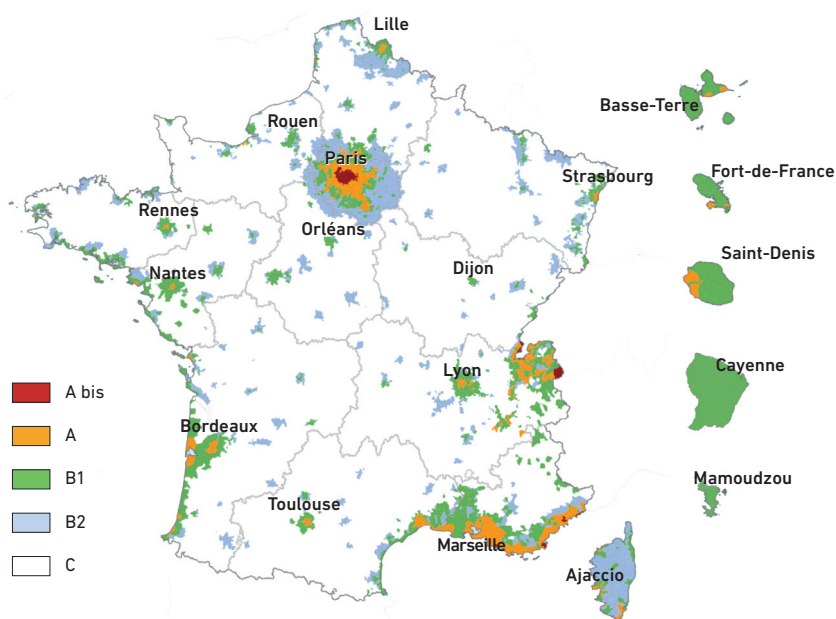 Lille
Basse-Terre
Rouen
Paris
Strasbourg
Fort-de-France
Rennes
Orléans
Saint-Denis
Nantes
Dijon
Lyon
Cayenne
A bis
A
Bordeaux
B1
Mamoudzou
Toulouse
B2
Marseille
C
Ajaccio